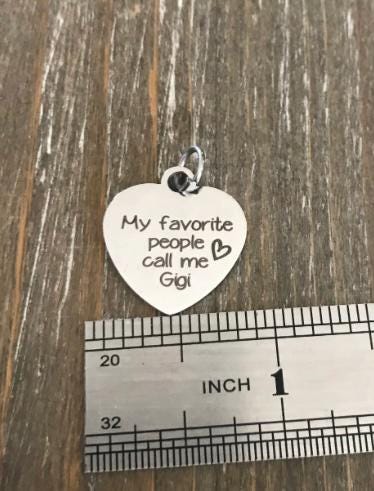 My favorite
people
call me
Gigi
20
INCH 1
32